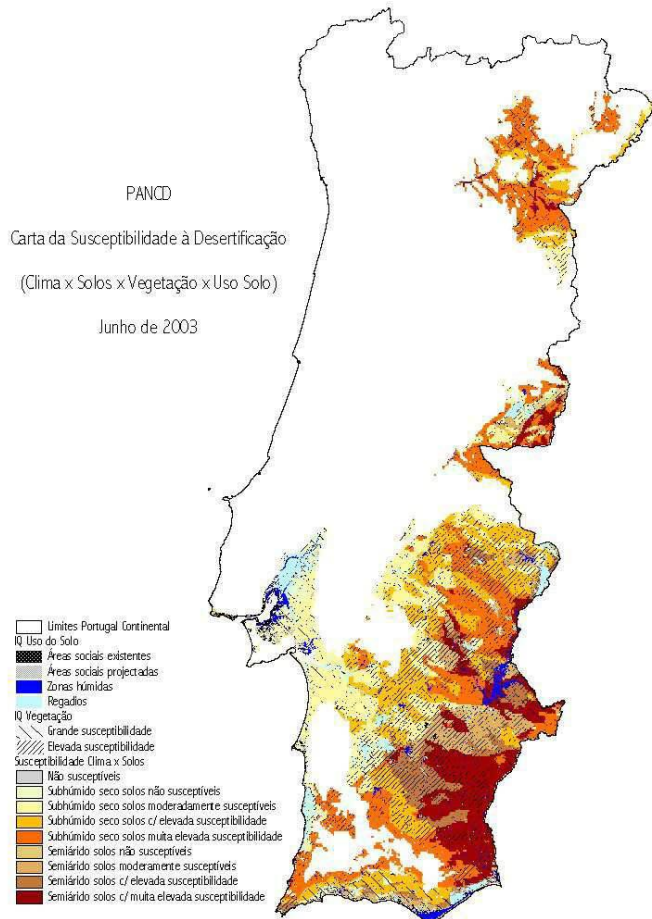 PANCD
Carta da Susceptibilidade à Desertificação
(Clima x Solos x Vegetação x Uso Solo)
Junho de 2003
Limites Portugal Continental
IQ Uso do Solo
Áreas sociais existentes
Áreas sociais projectadas
Zonas húmidas
Regadios
IQ Vegetação
Grande susceptibilidade
Elevada susceptibilidade
Susceptibilidade Clima x Solos
Não susceptíveis
Subhúmido seco solos não susceptíveis
Subhúmido seco solos moderadamente susceptíveis
Subhúmido seco solos c/ elevada susceptibilidade
Subhúmido seco solos muita elevada susceptibilidade
Semiárido solos não susceptíveis
Semiárido solos moderamente susceptíveis
Semiárido solos c/ elevada susceptibilidade
Semiárido solos c/ muita elevada susceptibilidade